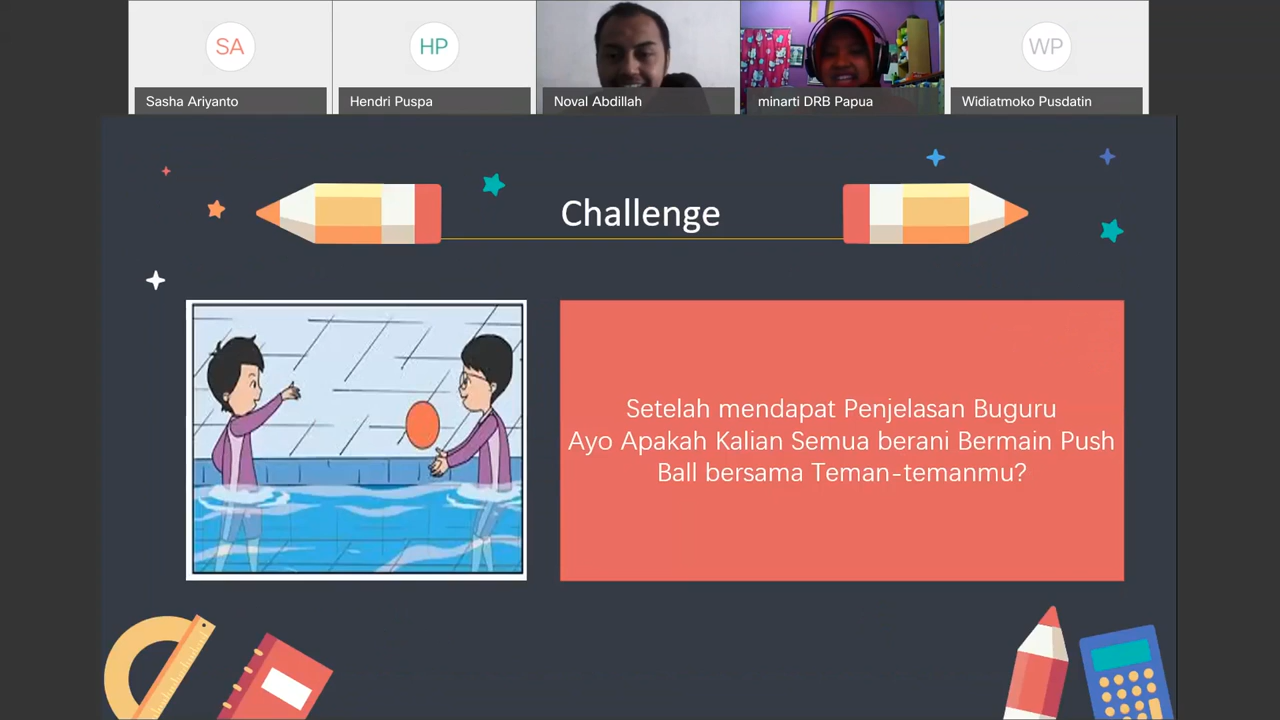 SA
HP
WP
Sasha Ariyanto
Hendri Puspa
Noval Abdillah
minarti DRB Papua
Widiatmoko Pusdatin
Challenge
Setelah mendapat Penjelasan Buguru
Ayo Apakah Kalian Semua berani Bermain Push
Ball bersama Teman-temanmu?